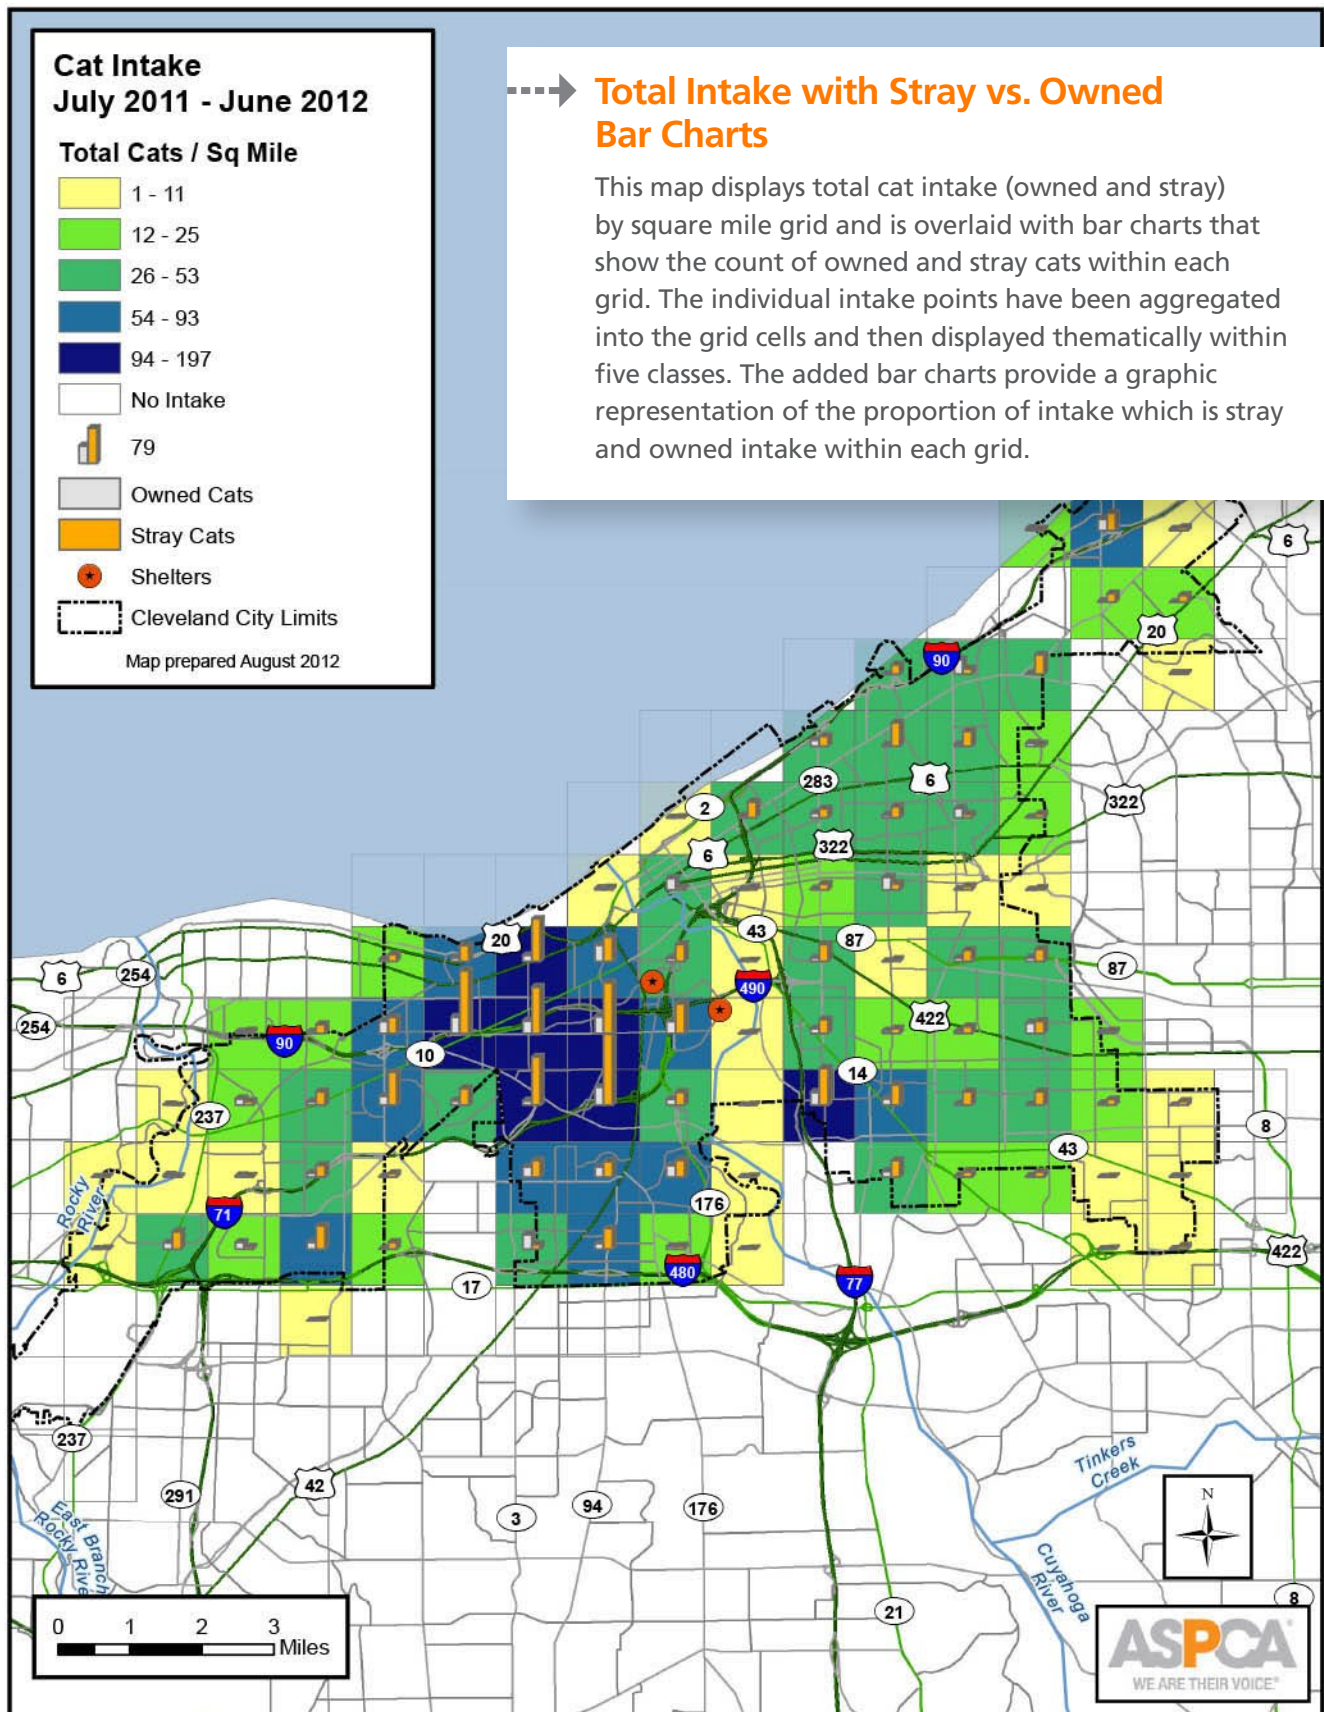 Cat Intake
July 2011 - June 2012
Total Cats / Sq Mile
1 - 11
12 - 25
26 - 53
54 - 93
94 - 197
No Intake
79
Owned Cats
Stray Cats
Shelters
Cleveland City Limits
Map prepared August 2012
Total Intake with Stray vs. Owned
Bar Charts
This map displays total cat intake (owned and stray)
by square mile grid and is overlaid with bar charts that
show the count of owned and stray cats within each
grid. The individual intake points have been aggregated
into the grid cells and then displayed thematically within
five classes. The added bar charts provide a graphic
representation of the proportion of intake which is stray
and owned intake within each grid.
6
20
90
283
6
322
2
6
322
20
43
87
87
6
254
490
254
422
90
10
14
237
8
43
Rocky
River
176
71
422
480
17
77
237
Tinkers
Creek
42
291
94
176
3
N
East Branch
Rocky River
Cuyahoga
River
8
21
0 1 2 3
Miles
ASPCA
WE ARE THEIR VOICE®